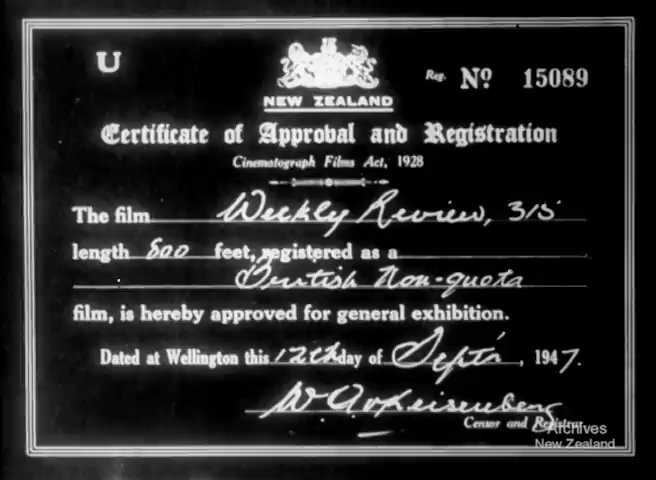 U
NEW ZEALAND
Reg. Nº 15089
Certificate of Approval and Registration
Cinematograph Films Act, 1928
The film Weekly Review, 315
length 800 feet, registered as a
British Non-quota
film, is hereby approved for general exhibition.
Dated at Wellington this 12th day of Sept', 1947.
Censor and Registrar
Archives
New Zealand